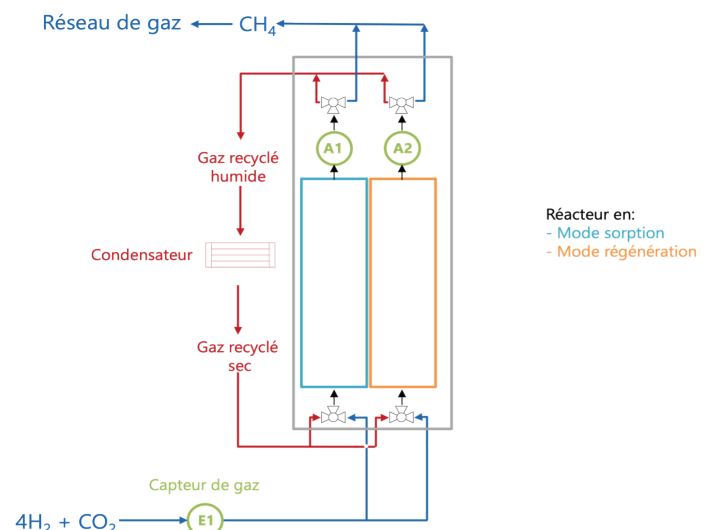 Réseau de gaz
CH₄
A1
A2
Gaz recyclé
humide
Réacteur en:
- Mode sorption
- Mode régénération
Condensateur
Gaz recyclé
sec
Capteur de gaz
4H₂ + CO₂
E1